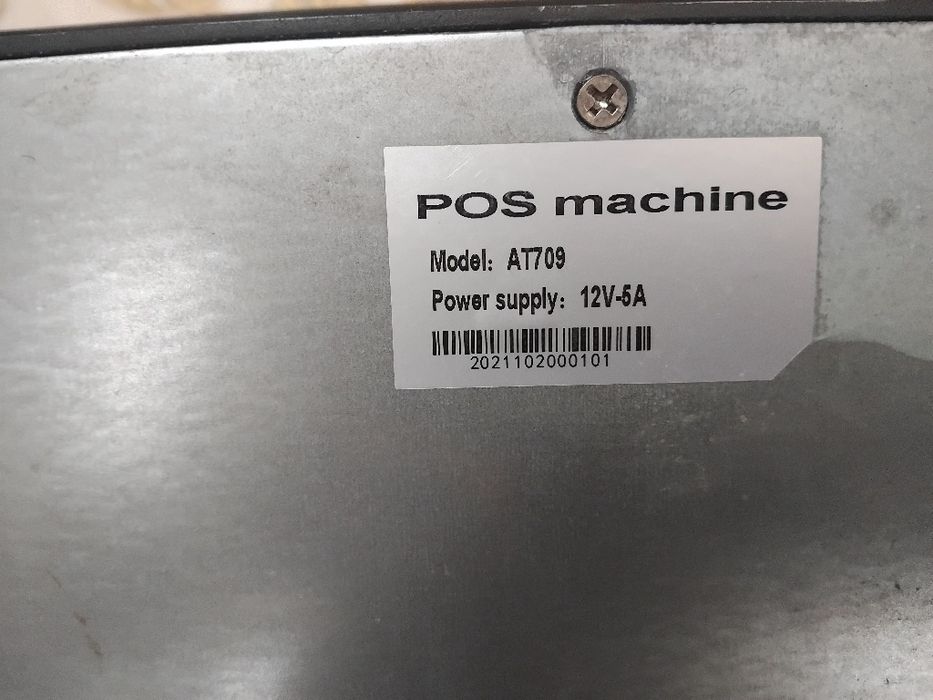 POS machine
Model: AT709
Power supply: 12V-5A
2021102000101